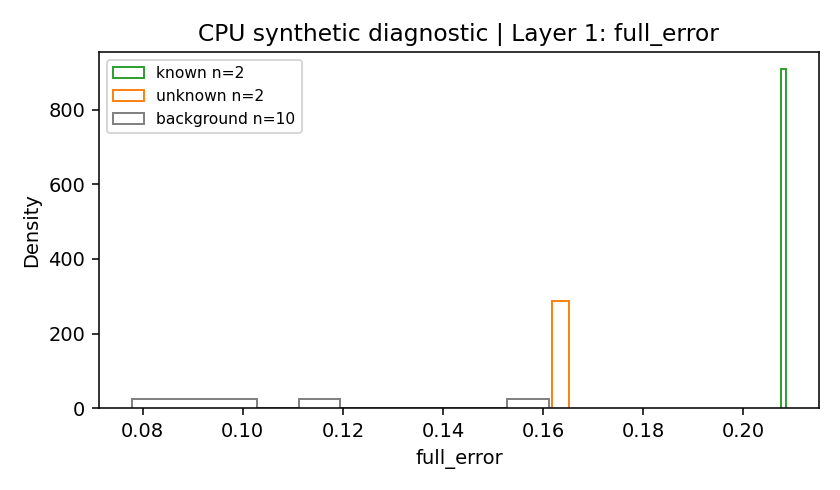 CPU synthetic diagnostic | Layer 1: full_error
known n=2
unknown n=2
background n=10
Density
800
600
400
200
0
0.08 0.10 0.12 0.14 0.16 0.18 0.20
full_error